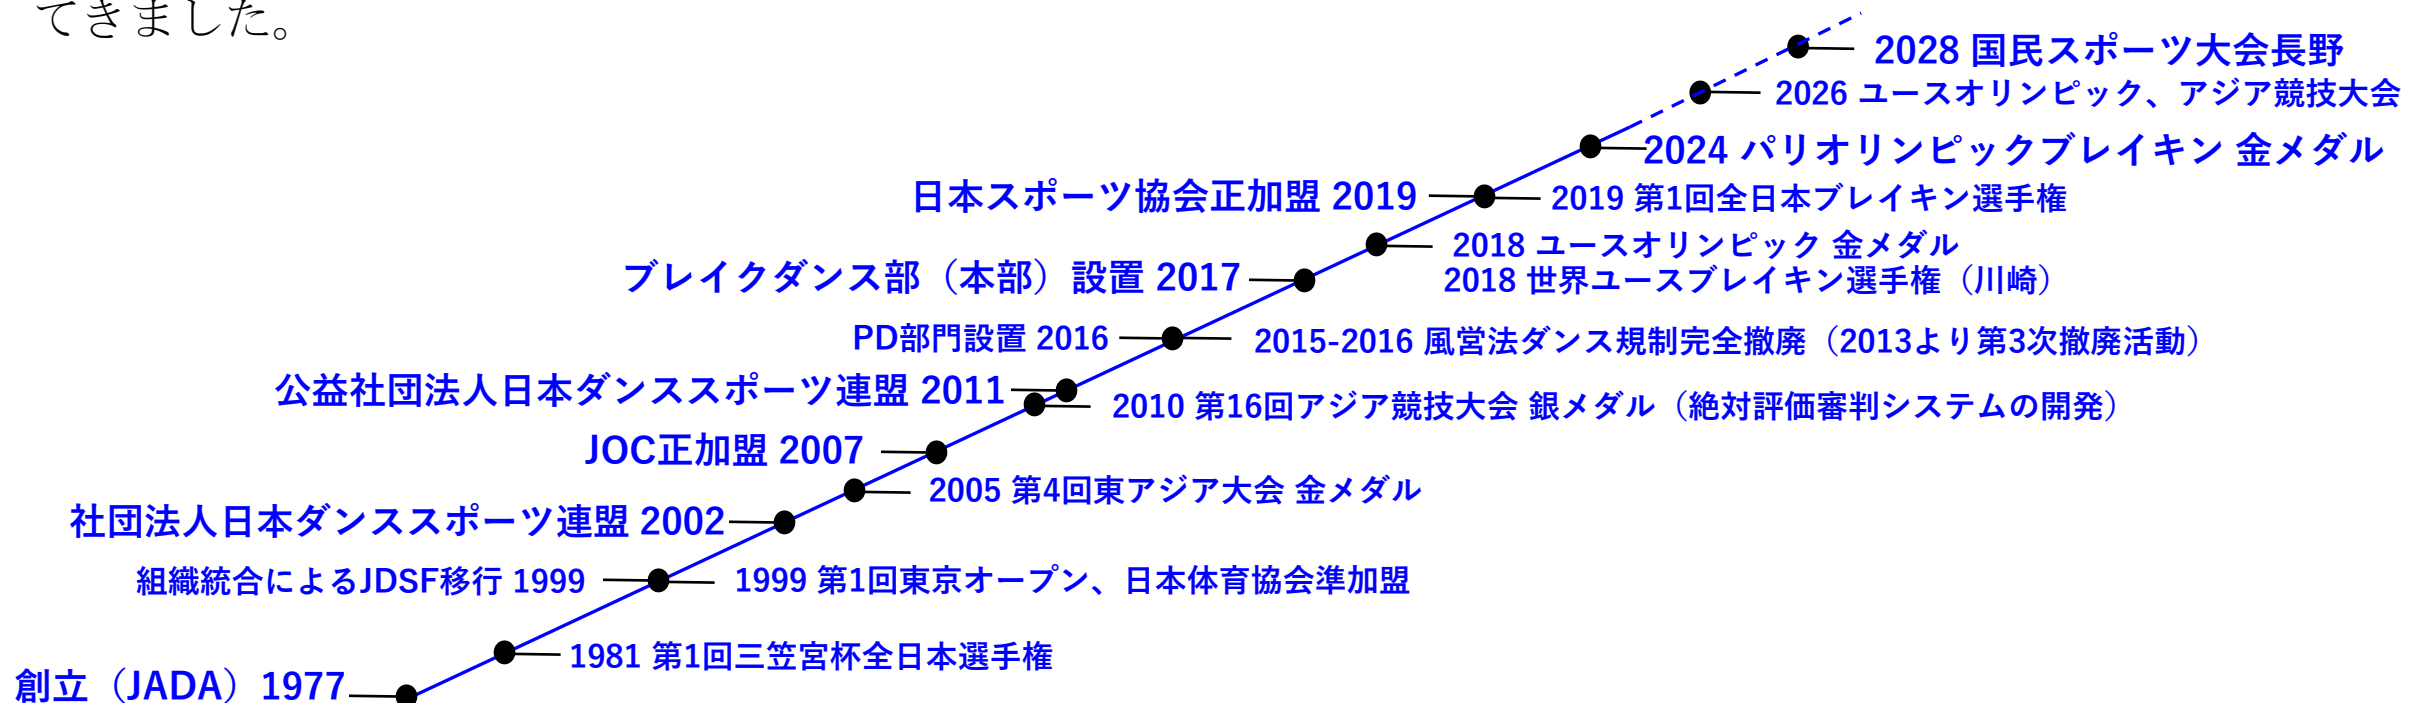 てきました。
2028 国民スポーツ大会長野
2026 ユースオリンピック、アジア競技大会
2024 パリオリンピックブレイキン 金メダル
日本スポーツ協会正加盟 2019
2019 第1回全日本ブレイキン選手権
2018 ユースオリンピック 金メダル
ブレイクダンス部（本部）設置 2017
2018 世界ユースブレイキン選手権（川崎）
PD部門設置 2016
2015-2016 風営法ダンス規制完全撤廃（2013より第3次撤廃活動）
公益社団法人日本ダンススポーツ連盟 2011
2010 第16回アジア競技大会 銀メダル（絶対評価審判システムの開発）
JOC正加盟 2007
2005 第4回東アジア大会 金メダル
社団法人日本ダンススポーツ連盟 2002
組織統合によるJDSF移行 1999
1999 第1回東京オープン、日本体育協会準加盟
1981 第1回三笠宮杯全日本選手権
創立（JADA）1977